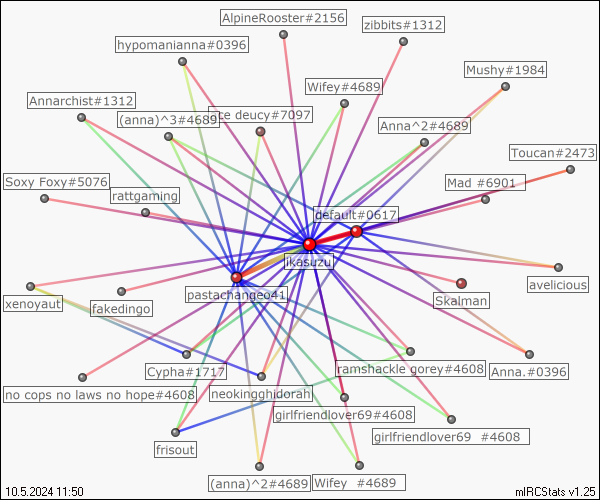 AlpineRooster#2156
zibbits#1312
hypomanianna#0396
Mushy#1984
Wifey#4689
Annarchist#1312
(anna)^3#4689
ce deucy#7097
Anna^2#4689
Toucan#2473
Soxy Foxy#5076
rattgaming
Mad #6901
default#0617
ikasuzu
pastachangeo41
avelicious
xenoyaut
fakedingo
Skalman
Cypha#1717
ramshackle gorey#4608
Anna.#0396
no cops no laws no hope#4608
neokingghidorah
girlfriendlover69#4608
girlfriendlover69 #4608
frisout
(anna)^2#4689
Wifey #4689
10.5.2024 11:50
mIRCStats v1.25